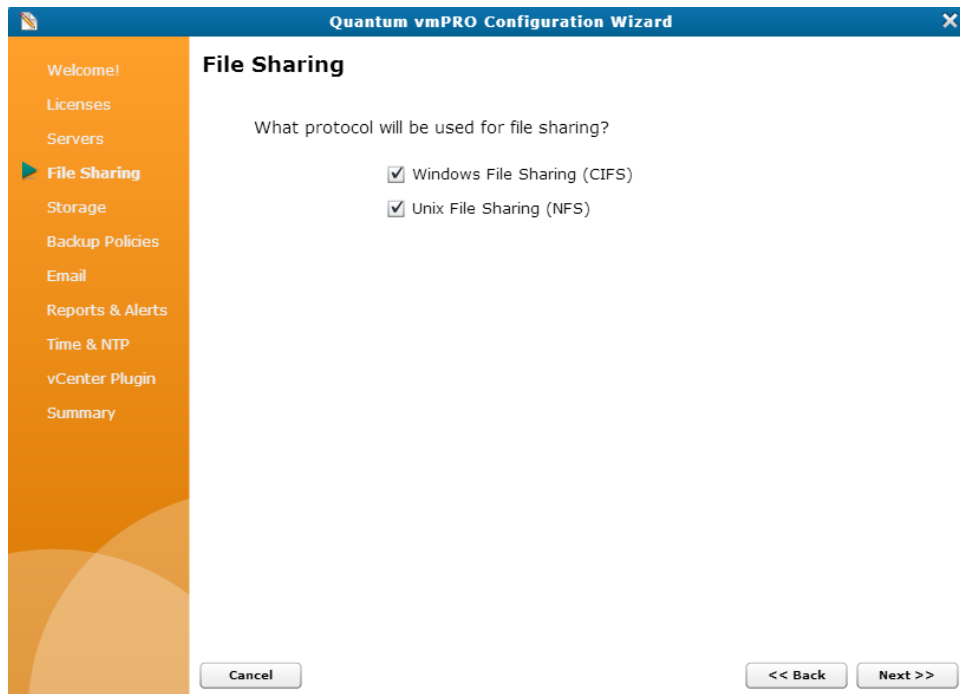 Quantum vmPRO Configuration Wizard
Welcome!
Licenses
Servers
File Sharing
Storage
Backup Policies
Email
Reports & Alerts
Time & NTP
vCenter Plugin
Summary
File Sharing
What protocol will be used for file sharing?
Windows File Sharing (CIFS)
Unix File Sharing (NFS)
Cancel
<< Back
Next >>